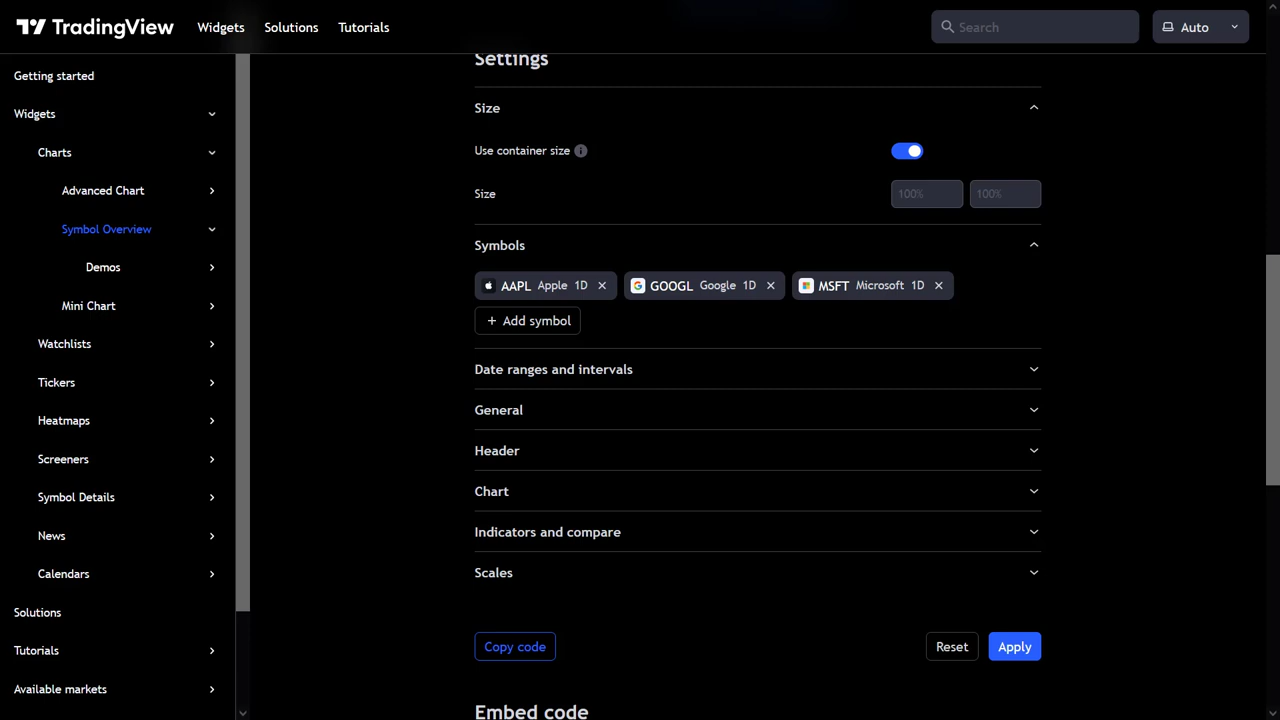 TradingView
Widgets
Solutions
Tutorials
Search
Auto
Getting started
Widgets
Charts
Advanced Chart
Symbol Overview
Demos
Mini Chart
Watchlists
Tickers
Heatmaps
Screeners
Symbol Details
News
Calendars
Solutions
Tutorials
Available markets
Settings
Size
Use container size
Size
100%
100%
Symbols
AAPL Apple 1D
GOOGL Google 1D
MSFT Microsoft 1D
+ Add symbol
Date ranges and intervals
General
Header
Chart
Indicators and compare
Scales
Copy code
Reset
Apply
Embed code